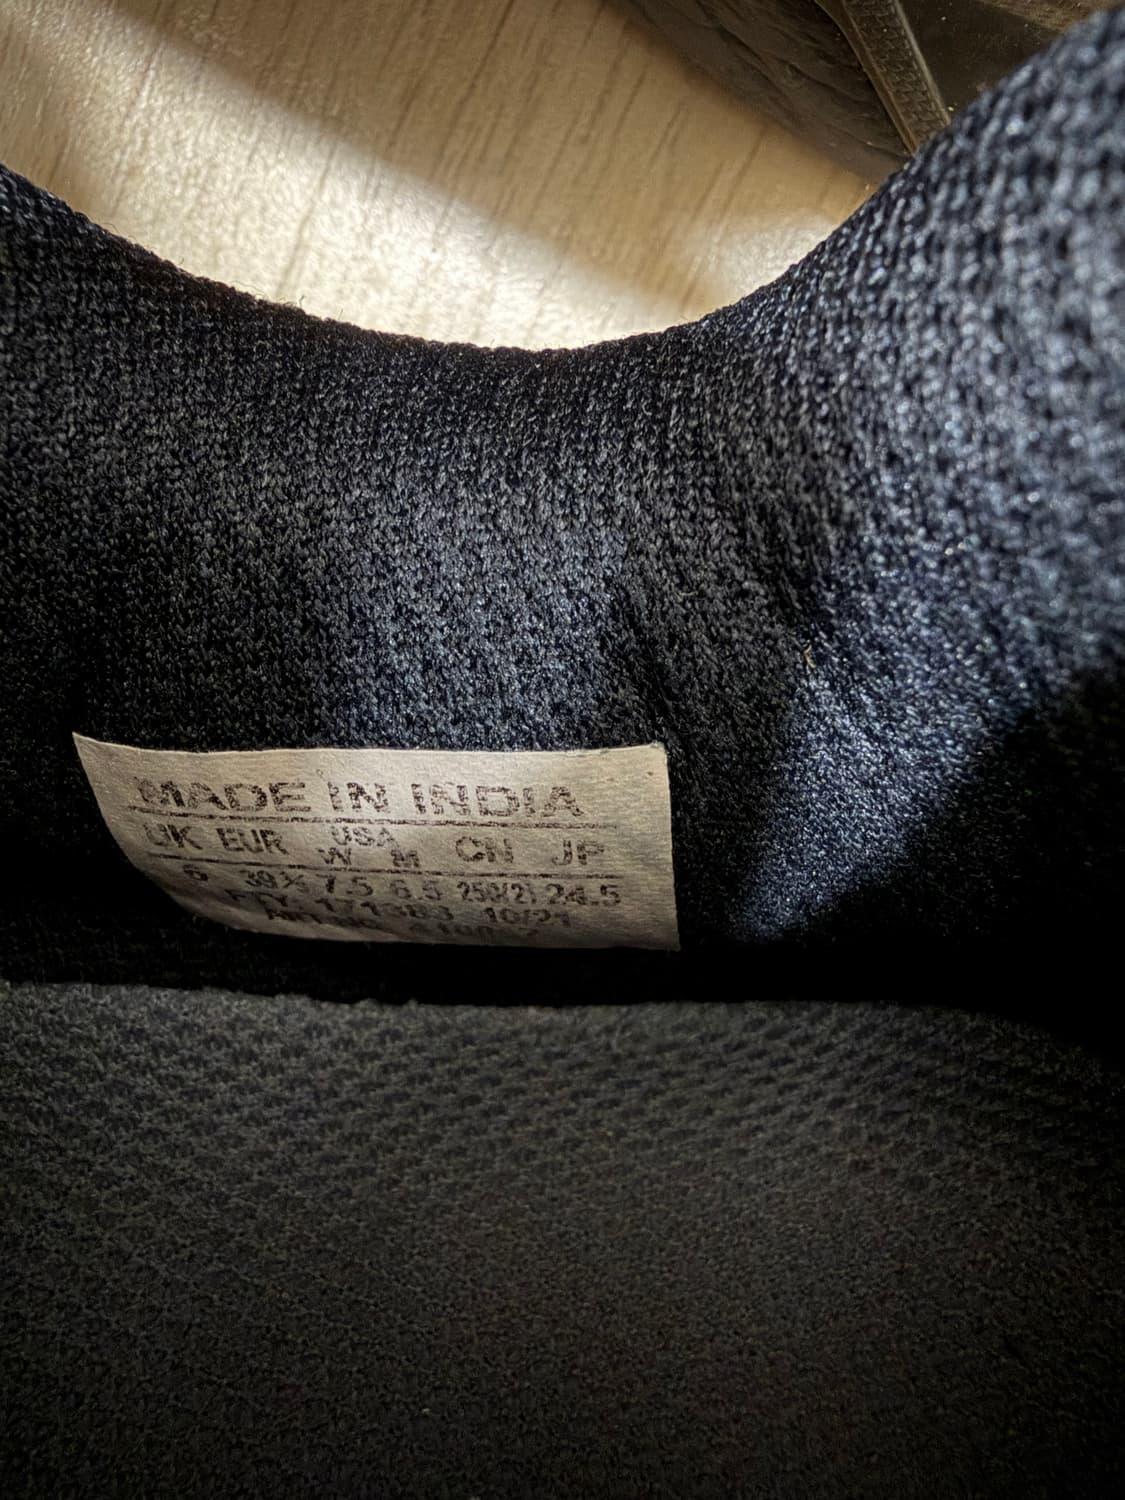 MADE IN INDIA
UK EUR USA CN JP
W M
6 39⅓ 7.5 6.5 250(2) 24.5
10/21